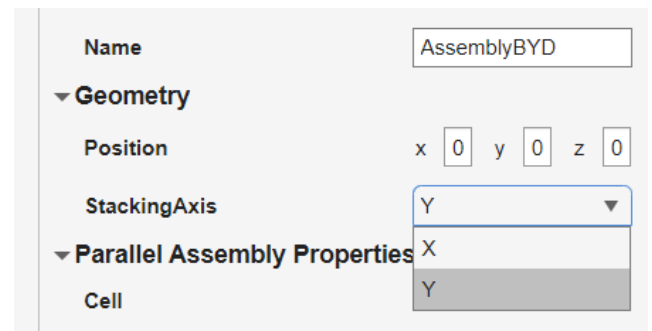 Name AssemblyBYD
Geometry
Position x 0 y 0 z 0
StackingAxis Y
X
Parallel Assembly Properties
Y
Cell